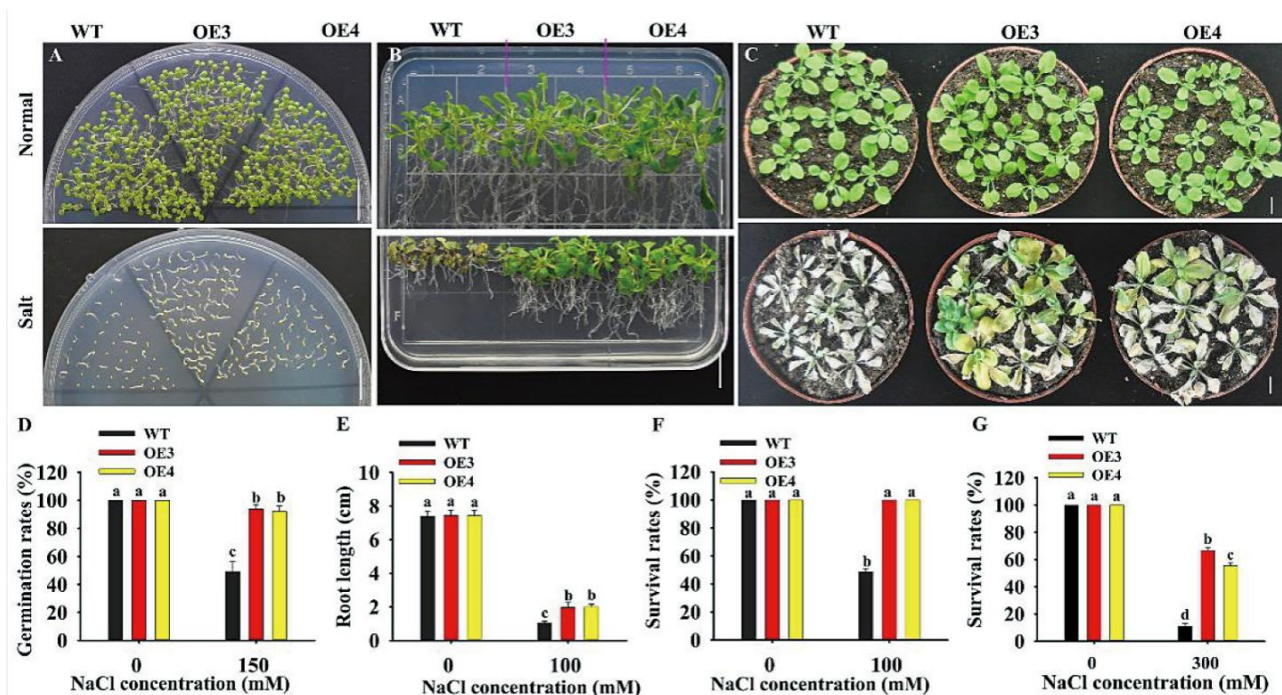 WT OE3 OE4 WT OE3 OE4 WT OE3 OE4
A B C
Normal
Salt
D
WT
OE3
OE4
Germination rates (%)
120
100
80
60
40
20
0
a a a
c b b
0 150
NaCl concentration (mM)
E
WT
OE3
OE4
Root length (cm)
10
8
6
4
2
0
a a a
c b b
0 100
NaCl concentration (mM)
F
WT
OE3
OE4
Survival rates (%)
120
100
80
60
40
20
0
a a a
b a a
0 100
NaCl concentration (mM)
G
WT
OE3
OE4
Survival rates (%)
120
100
80
60
40
20
0
a a a
d b c
0 300
NaCl concentration (mM)